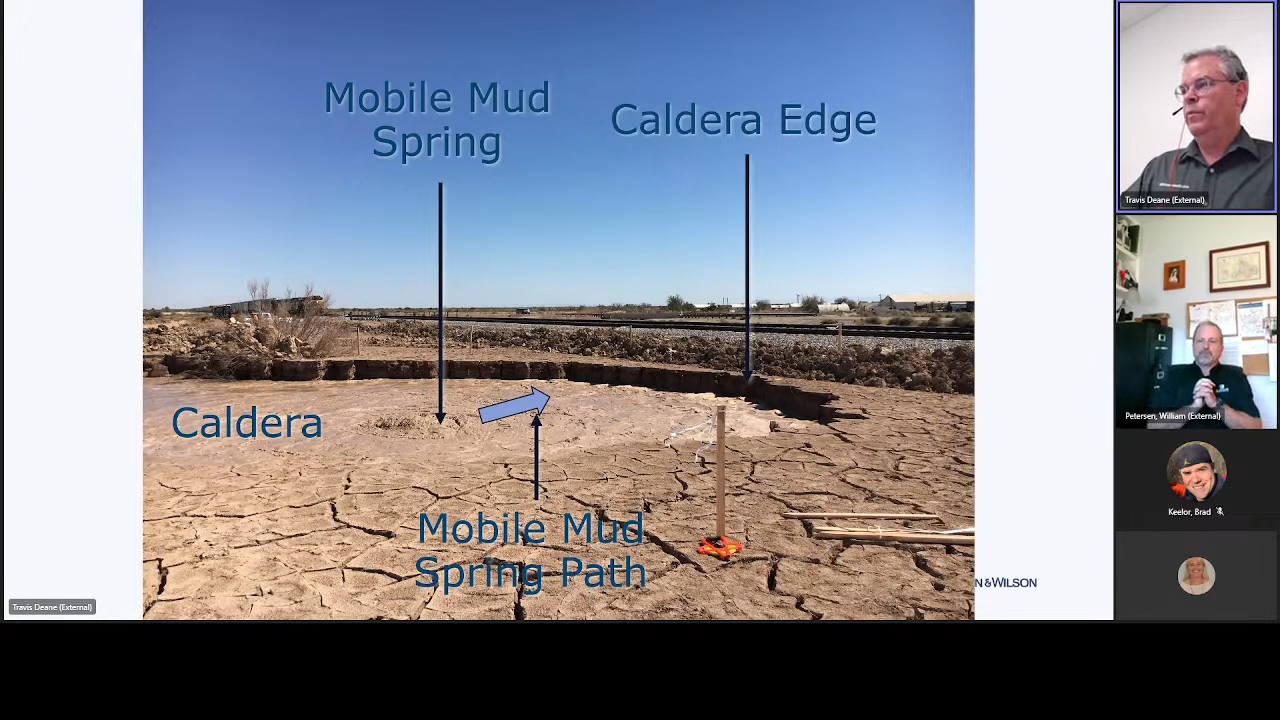 Mobile Mud
Spring
Caldera Edge
Caldera
Mobile Mud
Spring Path
N &WILSON
Travis Deane (External)
Travis Deane (External)
Petersen, William (External)
Keelor, Brad